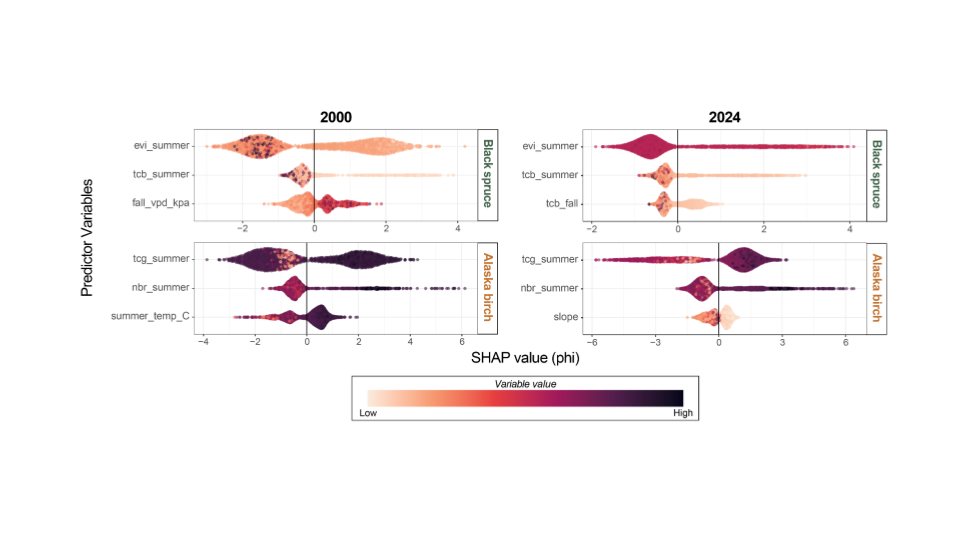 2000
2024
Predictor Variables
evi_summer
tcb_summer
fall_vpd_kpa
−2
0
2
4
Black spruce
evi_summer
tcb_summer
tcb_fall
−2
0
2
4
Black spruce
tcg_summer
nbr_summer
summer_temp_C
−4
−2
0
2
4
6
Alaska birch
tcg_summer
nbr_summer
slope
−6
−3
0
3
6
Alaska birch
SHAP value (phi)
Variable value
Low
High